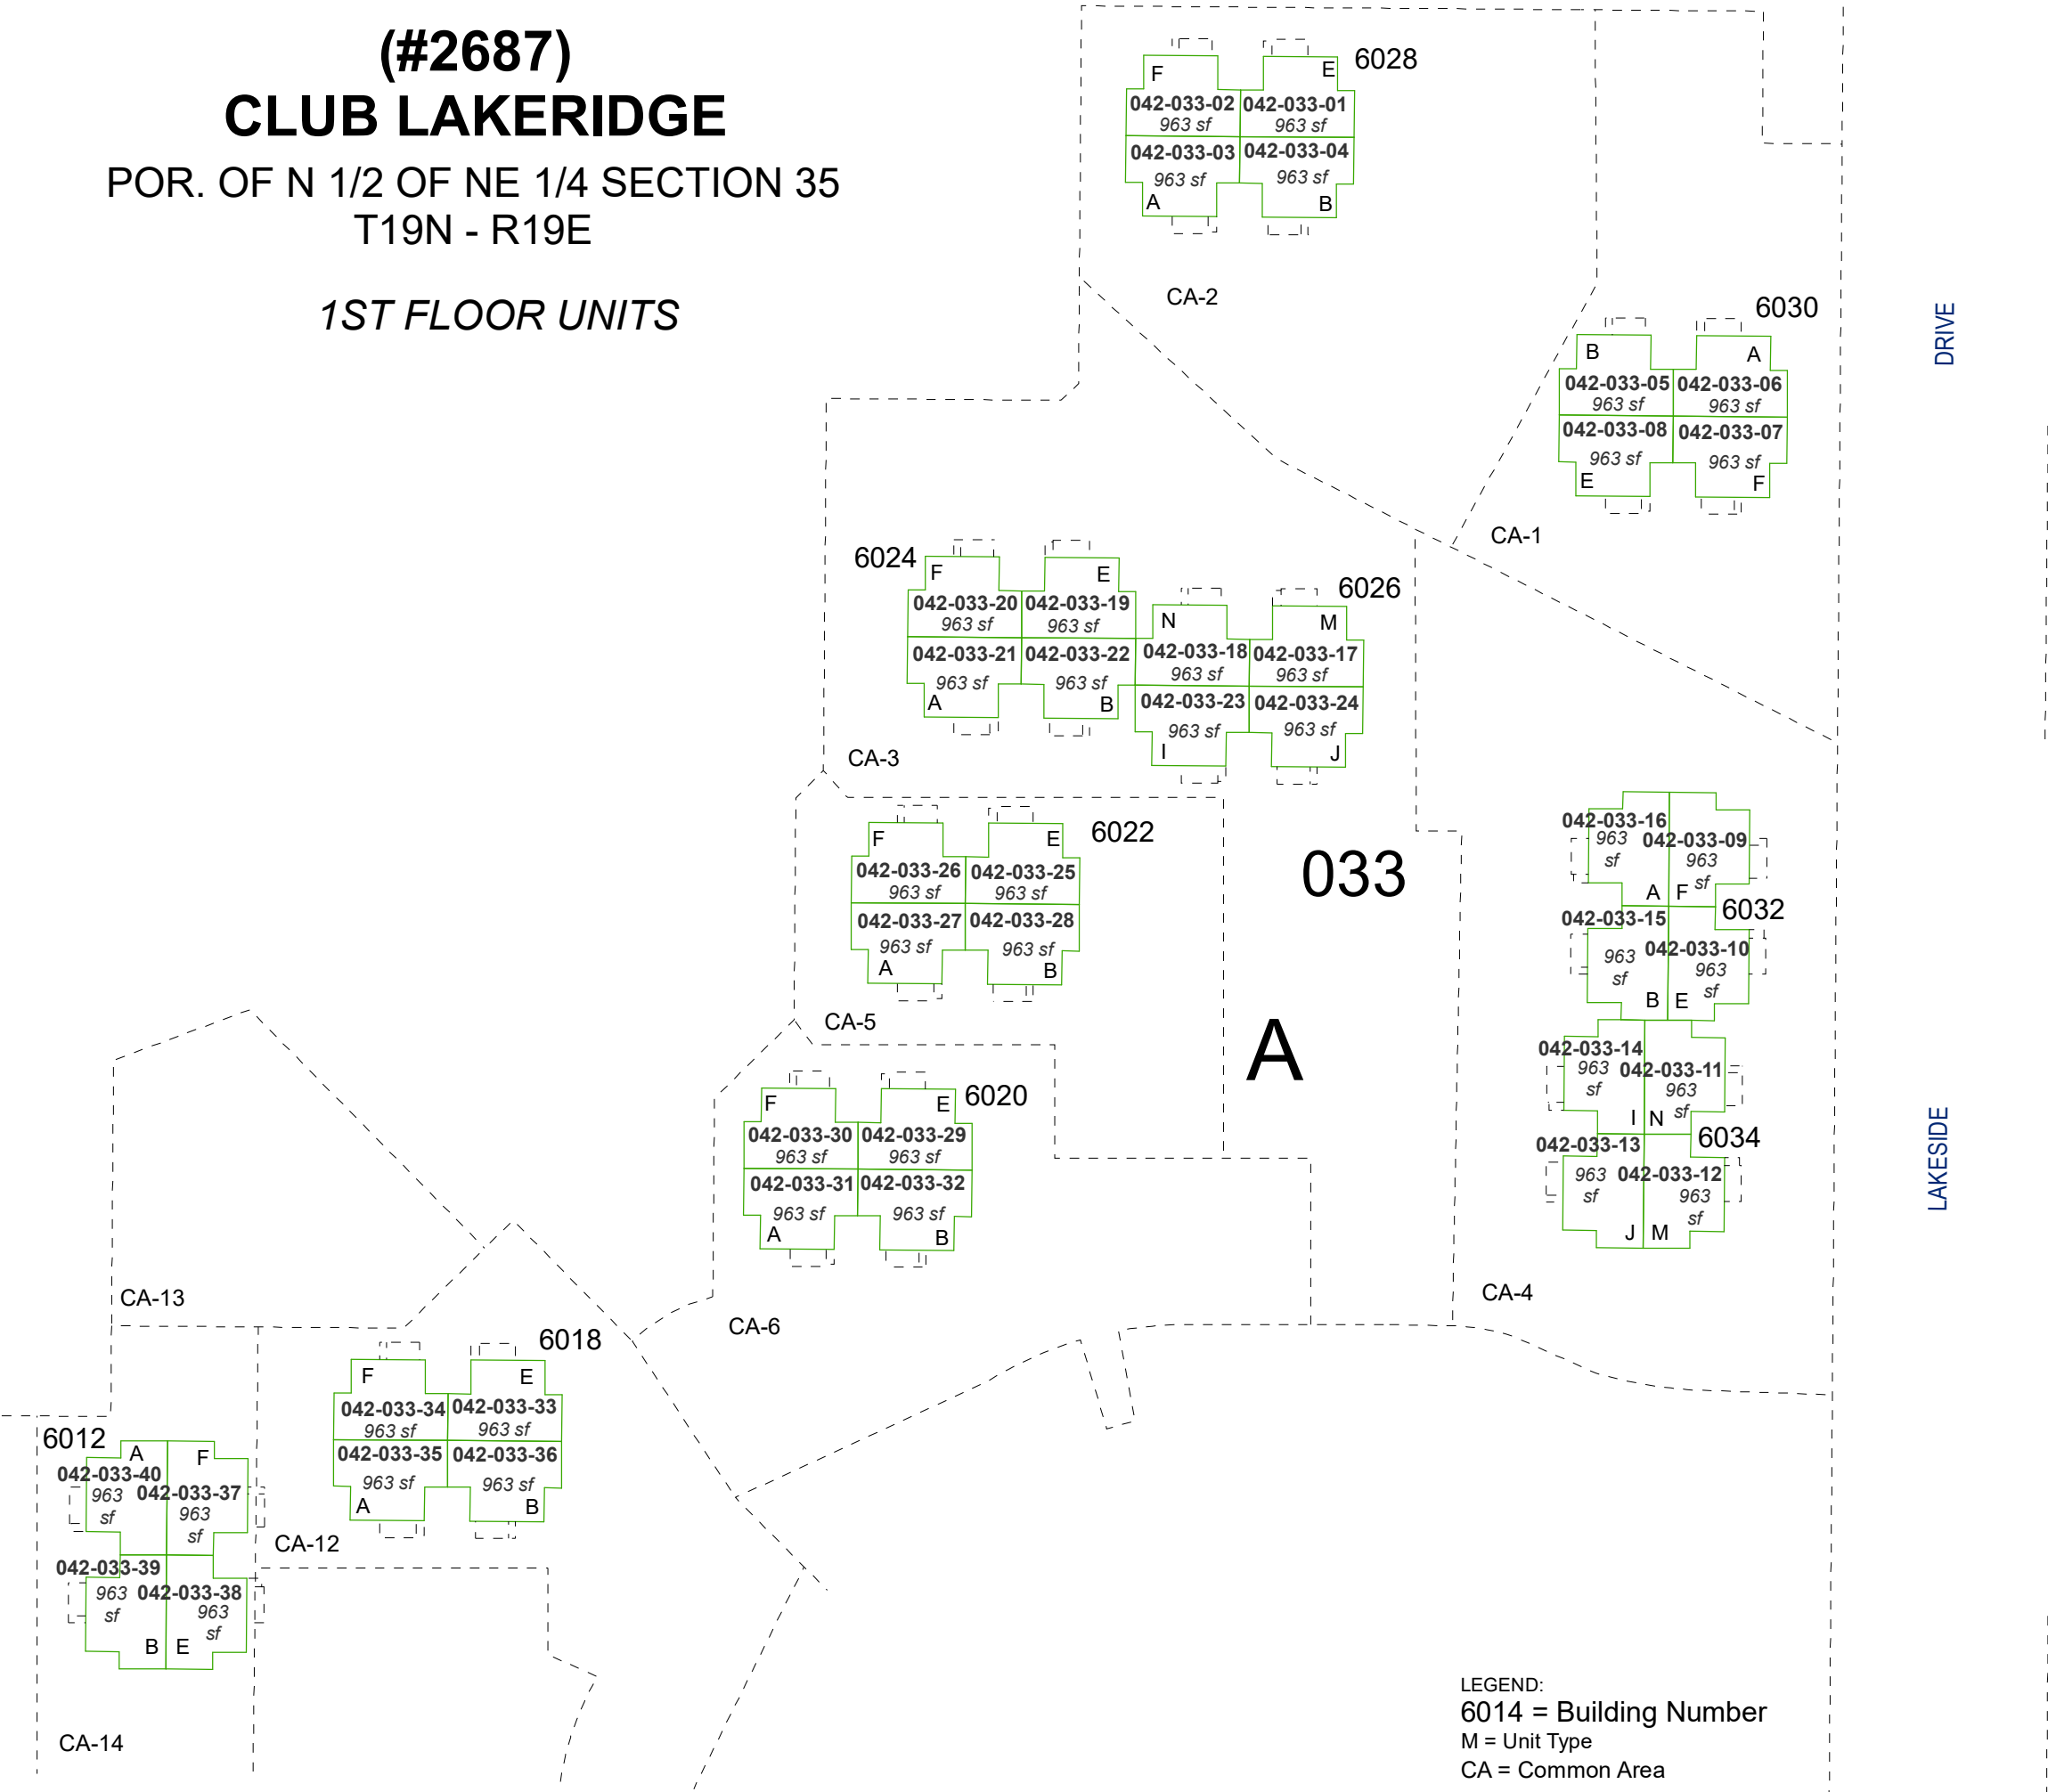 (#2687)
CLUB LAKERIDGE
POR. OF N 1/2 OF NE 1/4 SECTION 35
T19N - R19E
1ST FLOOR UNITS
6028
F
E
042-033-02 042-033-01
963 sf 963 sf
042-033-03 042-033-04
963 sf 963 sf
A
B
CA-2
6030
DRIVE
B
A
042-033-05 042-033-06
963 sf 963 sf
042-033-08 042-033-07
963 sf 963 sf
E
F
CA-1
6024
F
E
042-033-20 042-033-19
963 sf 963 sf
042-033-21 042-033-22
963 sf 963 sf
A
B
6026
N
M
042-033-18 042-033-17
963 sf 963 sf
042-033-23 042-033-24
963 sf 963 sf
I
J
CA-3
6022
F
E
042-033-26 042-033-25
963 sf 963 sf
042-033-27 042-033-28
963 sf 963 sf
A
B
CA-5
033
A
042-033-16
963
sf
042-033-09
963
sf
A F
6032
042-033-15
963
sf
042-033-10
963
sf
B E
042-033-14
963
sf
042-033-11
963
sf
I N
6034
042-033-13
963
sf
042-033-12
963
sf
J M
CA-4
LAKESIDE
6020
F
E
042-033-30 042-033-29
963 sf 963 sf
042-033-31 042-033-32
963 sf 963 sf
A
B
CA-6
CA-13
6018
F
E
042-033-34 042-033-33
963 sf 963 sf
042-033-35 042-033-36
963 sf 963 sf
A
B
CA-12
6012
A F
042-033-40
963
sf
042-033-37
963
sf
042-033-39
963
sf
042-033-38
963
sf
B E
CA-14
LEGEND:
6014 = Building Number
M = Unit Type
CA = Common Area